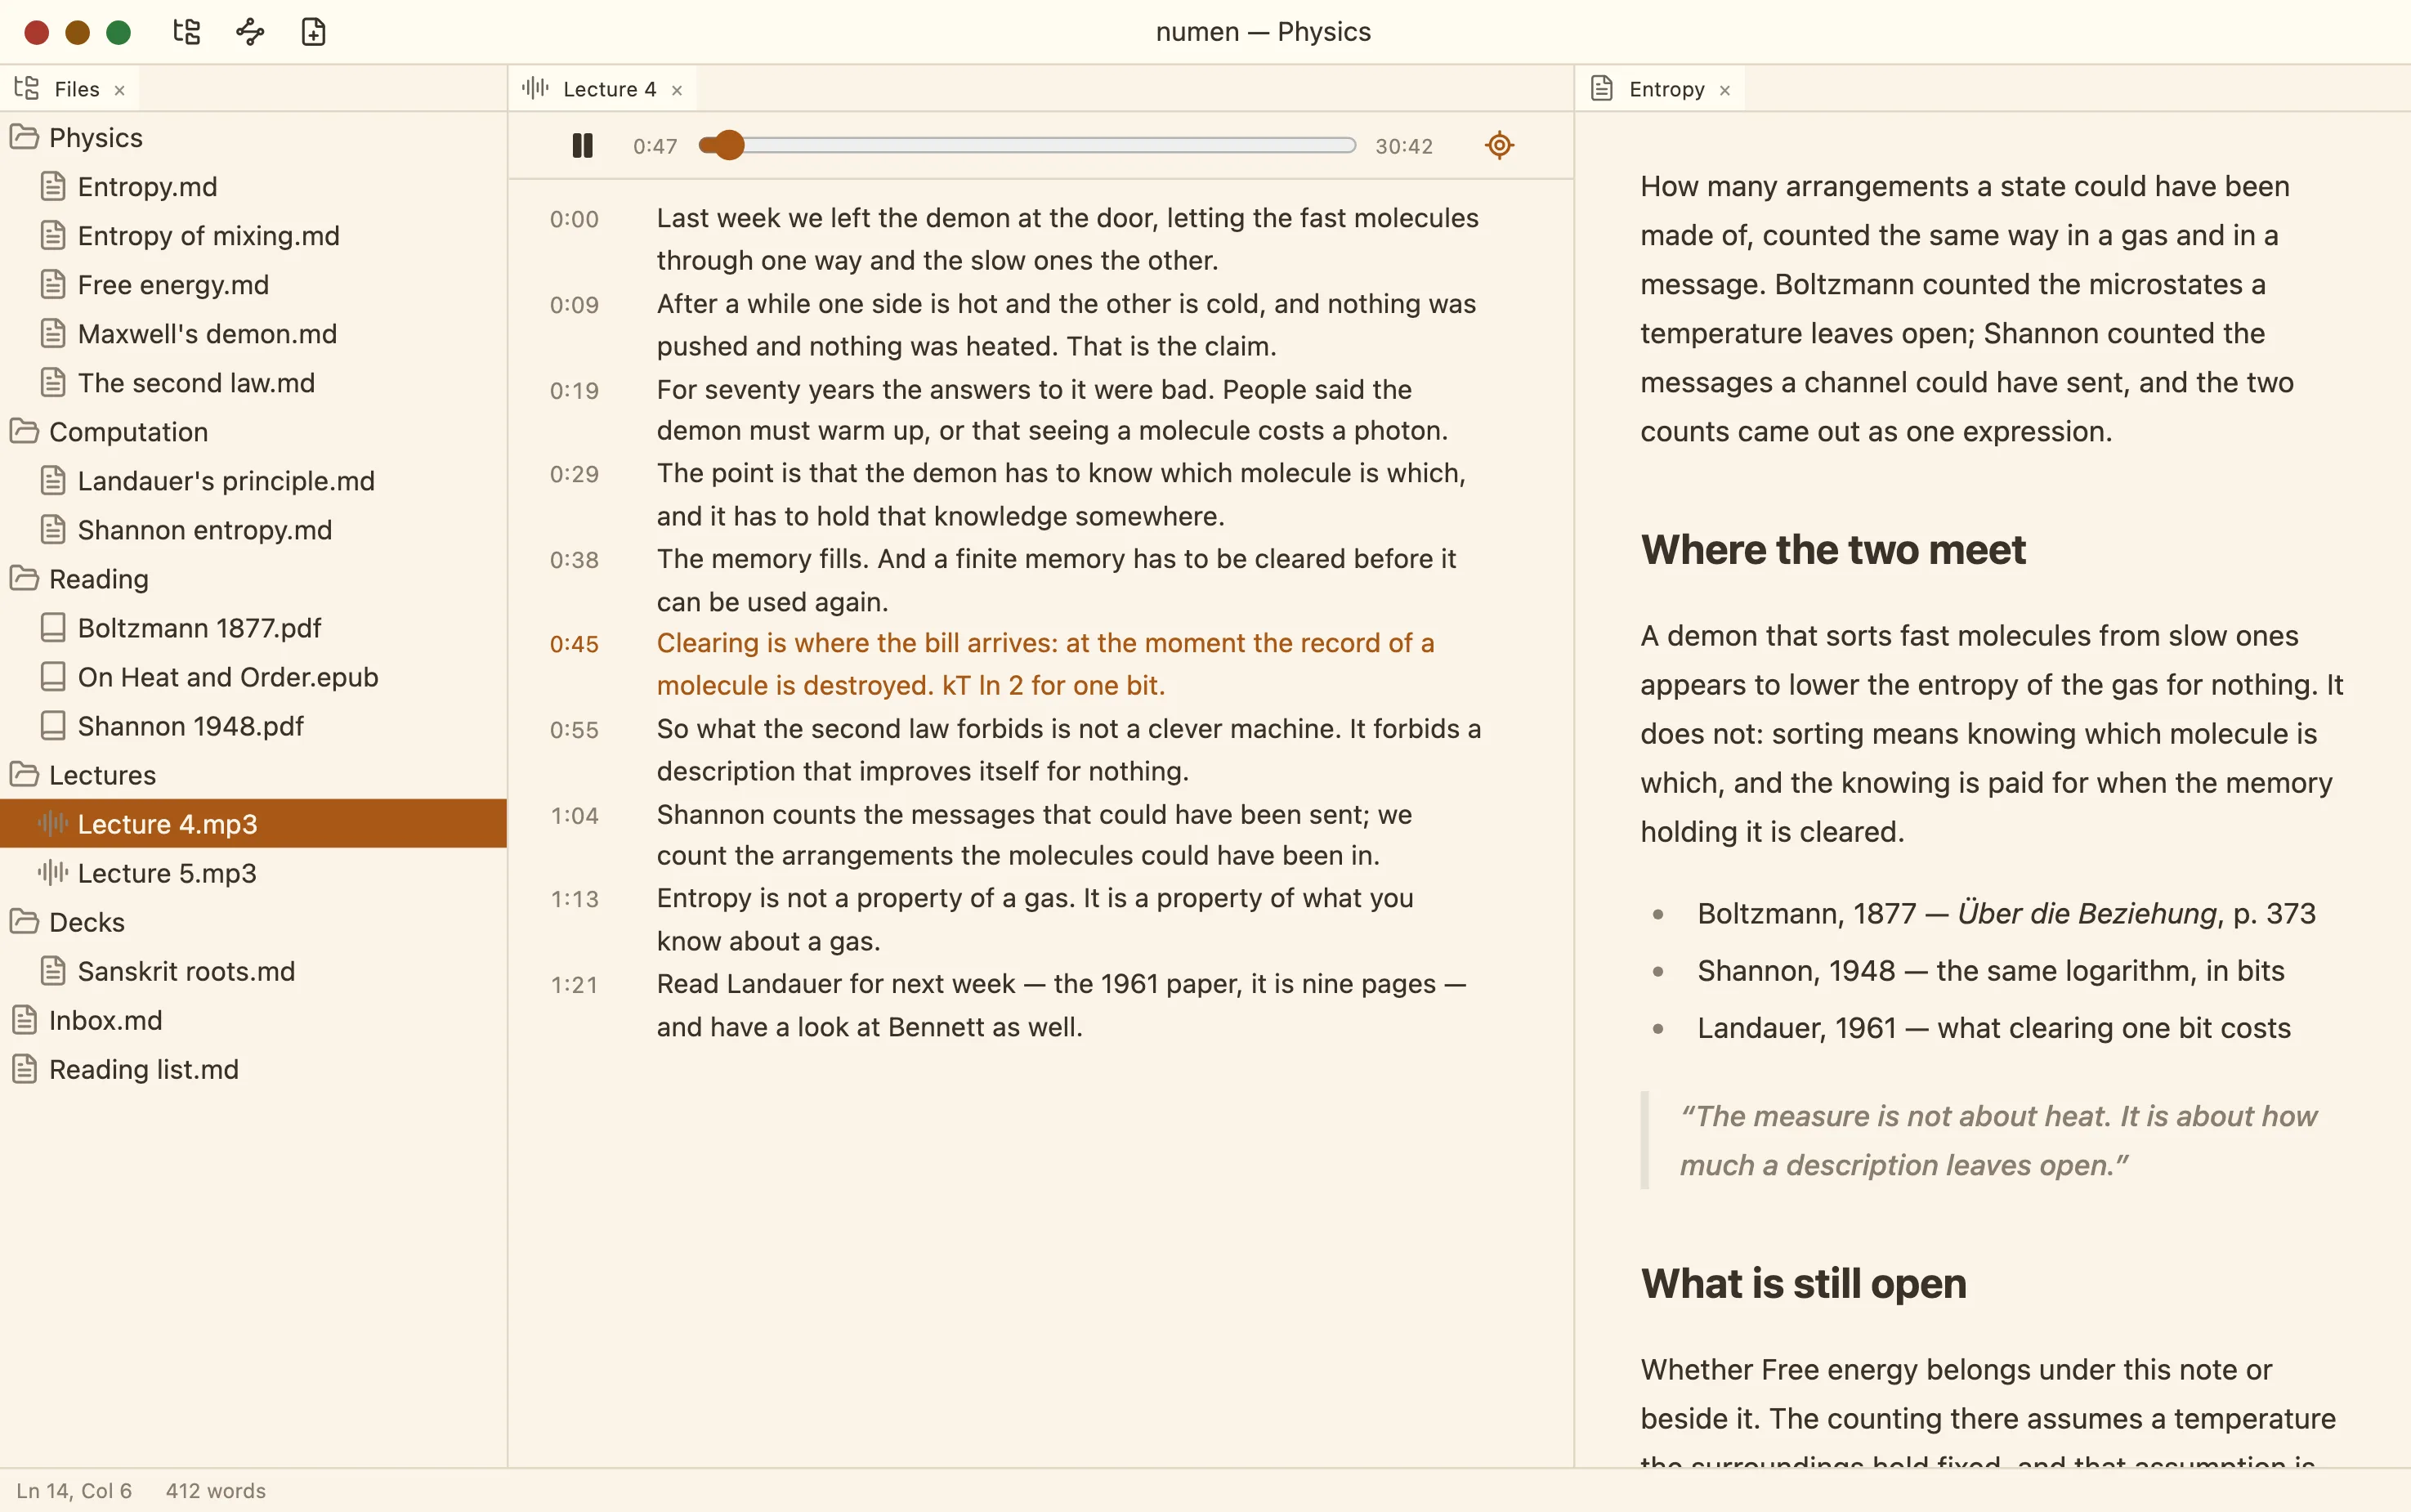 numen — Physics
Files ×
Physics
Entropy.md
Entropy of mixing.md
Free energy.md
Maxwell's demon.md
The second law.md
Computation
Landauer's principle.md
Shannon entropy.md
Reading
Boltzmann 1877.pdf
On Heat and Order.epub
Shannon 1948.pdf
Lectures
Lecture 4.mp3
Lecture 5.mp3
Decks
Sanskrit roots.md
Inbox.md
Reading list.md
Lecture 4 ×
0:47 30:42
0:00 Last week we left the demon at the door, letting the fast molecules
through one way and the slow ones the other.
0:09 After a while one side is hot and the other is cold, and nothing was
pushed and nothing was heated. That is the claim.
0:19 For seventy years the answers to it were bad. People said the
demon must warm up, or that seeing a molecule costs a photon.
0:29 The point is that the demon has to know which molecule is which,
and it has to hold that knowledge somewhere.
0:38 The memory fills. And a finite memory has to be cleared before it
can be used again.
0:45 Clearing is where the bill arrives: at the moment the record of a
molecule is destroyed. kT ln 2 for one bit.
0:55 So what the second law forbids is not a clever machine. It forbids a
description that improves itself for nothing.
1:04 Shannon counts the messages that could have been sent; we
count the arrangements the molecules could have been in.
1:13 Entropy is not a property of a gas. It is a property of what you
know about a gas.
1:21 Read Landauer for next week — the 1961 paper, it is nine pages —
and have a look at Bennett as well.
Entropy ×
How many arrangements a state could have been
made of, counted the same way in a gas and in a
message. Boltzmann counted the microstates a
temperature leaves open; Shannon counted the
messages a channel could have sent, and the two
counts came out as one expression.
Where the two meet
A demon that sorts fast molecules from slow ones
appears to lower the entropy of the gas for nothing. It
does not: sorting means knowing which molecule is
which, and the knowing is paid for when the memory
holding it is cleared.
• Boltzmann, 1877 — Über die Beziehung, p. 373
• Shannon, 1948 — the same logarithm, in bits
• Landauer, 1961 — what clearing one bit costs
“The measure is not about heat. It is about how
much a description leaves open.”
What is still open
Whether Free energy belongs under this note or
beside it. The counting there assumes a temperature
the surroundings hold fixed, and that assumption is
Ln 14, Col 6 412 words